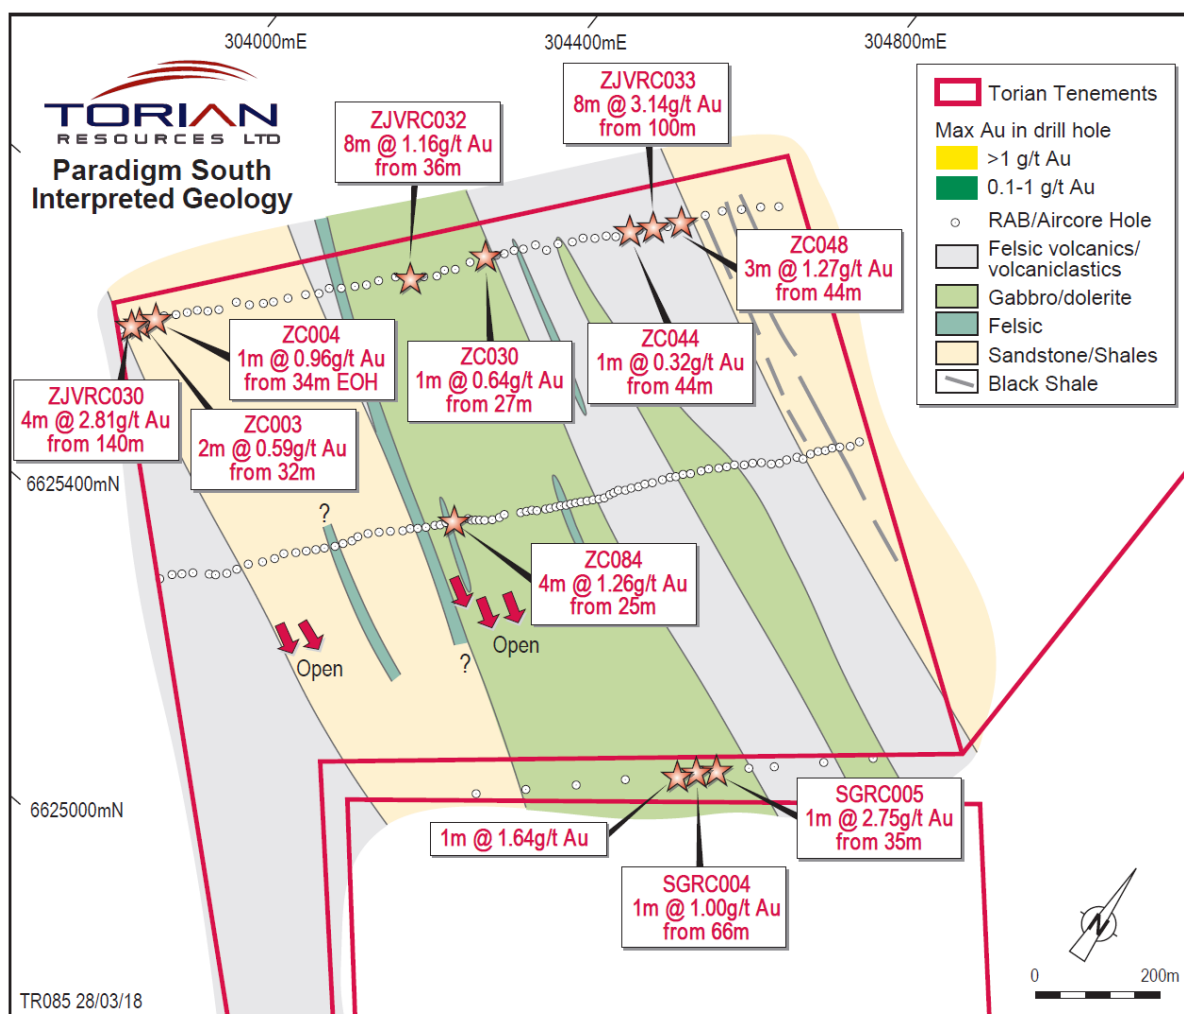 304000mE
304400mE
304800mE
TORIAN
RESOURCES LTD
Paradigm South
Interpreted Geology
ZJVRC032
8m @ 1.16g/t Au
from 36m
ZJVRC033
8m @ 3.14g/t Au
from 100m
Torian Tenements
Max Au in drill hole
>1 g/t Au
0.1-1 g/t Au
RAB/Aircore Hole
Felsic volcanics/
volcaniclastics
Gabbro/dolerite
Felsic
Sandstone/Shales
Black Shale
ZC048
3m @ 1.27g/t Au
from 44m
ZC004
1m @ 0.96g/t Au
from 34m EOH
ZC044
1m @ 0.32g/t Au
from 44m
ZC030
1m @ 0.64g/t Au
from 27m
ZJVRC030
4m @ 2.81g/t Au
from 140m
ZC003
2m @ 0.59g/t Au
from 32m
6625400mN
?
ZC084
4m @ 1.26g/t Au
from 25m
Open
?
Open
6625000mN
SGRC005
1m @ 2.75g/t Au
from 35m
1m @ 1.64g/t Au
SGRC004
1m @ 1.00g/t Au
from 66m
N
0
200m
TR085 28/03/18